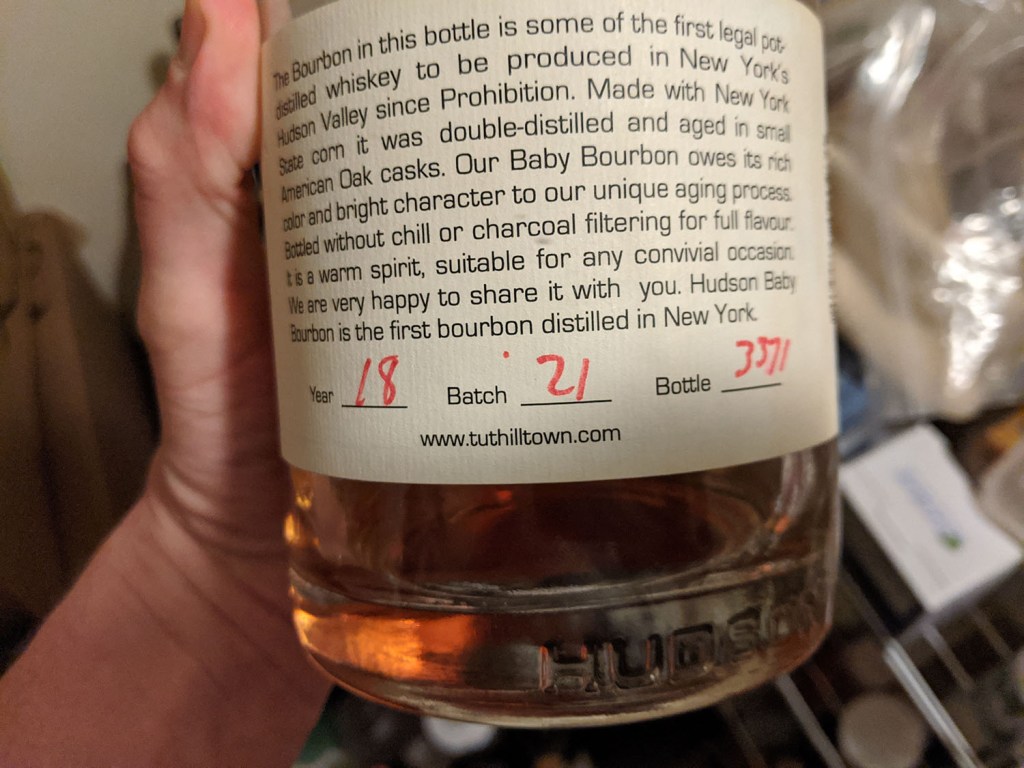 The Bourbon in this bottle is some of the first legal pot-
distilled whiskey to be produced in New York's
Hudson Valley since Prohibition. Made with New York
State corn it was double-distilled and aged in small
American Oak casks. Our Baby Bourbon owes its rich
color and bright character to our unique aging process.
Bottled without chill or charcoal filtering for full flavour.
It is a warm spirit, suitable for any convivial occasion.
We are very happy to share it with you. Hudson Baby
Bourbon is the first bourbon distilled in New York.
Year 18 Batch 21 Bottle 3571
www.tuthilltown.com
HUDSON